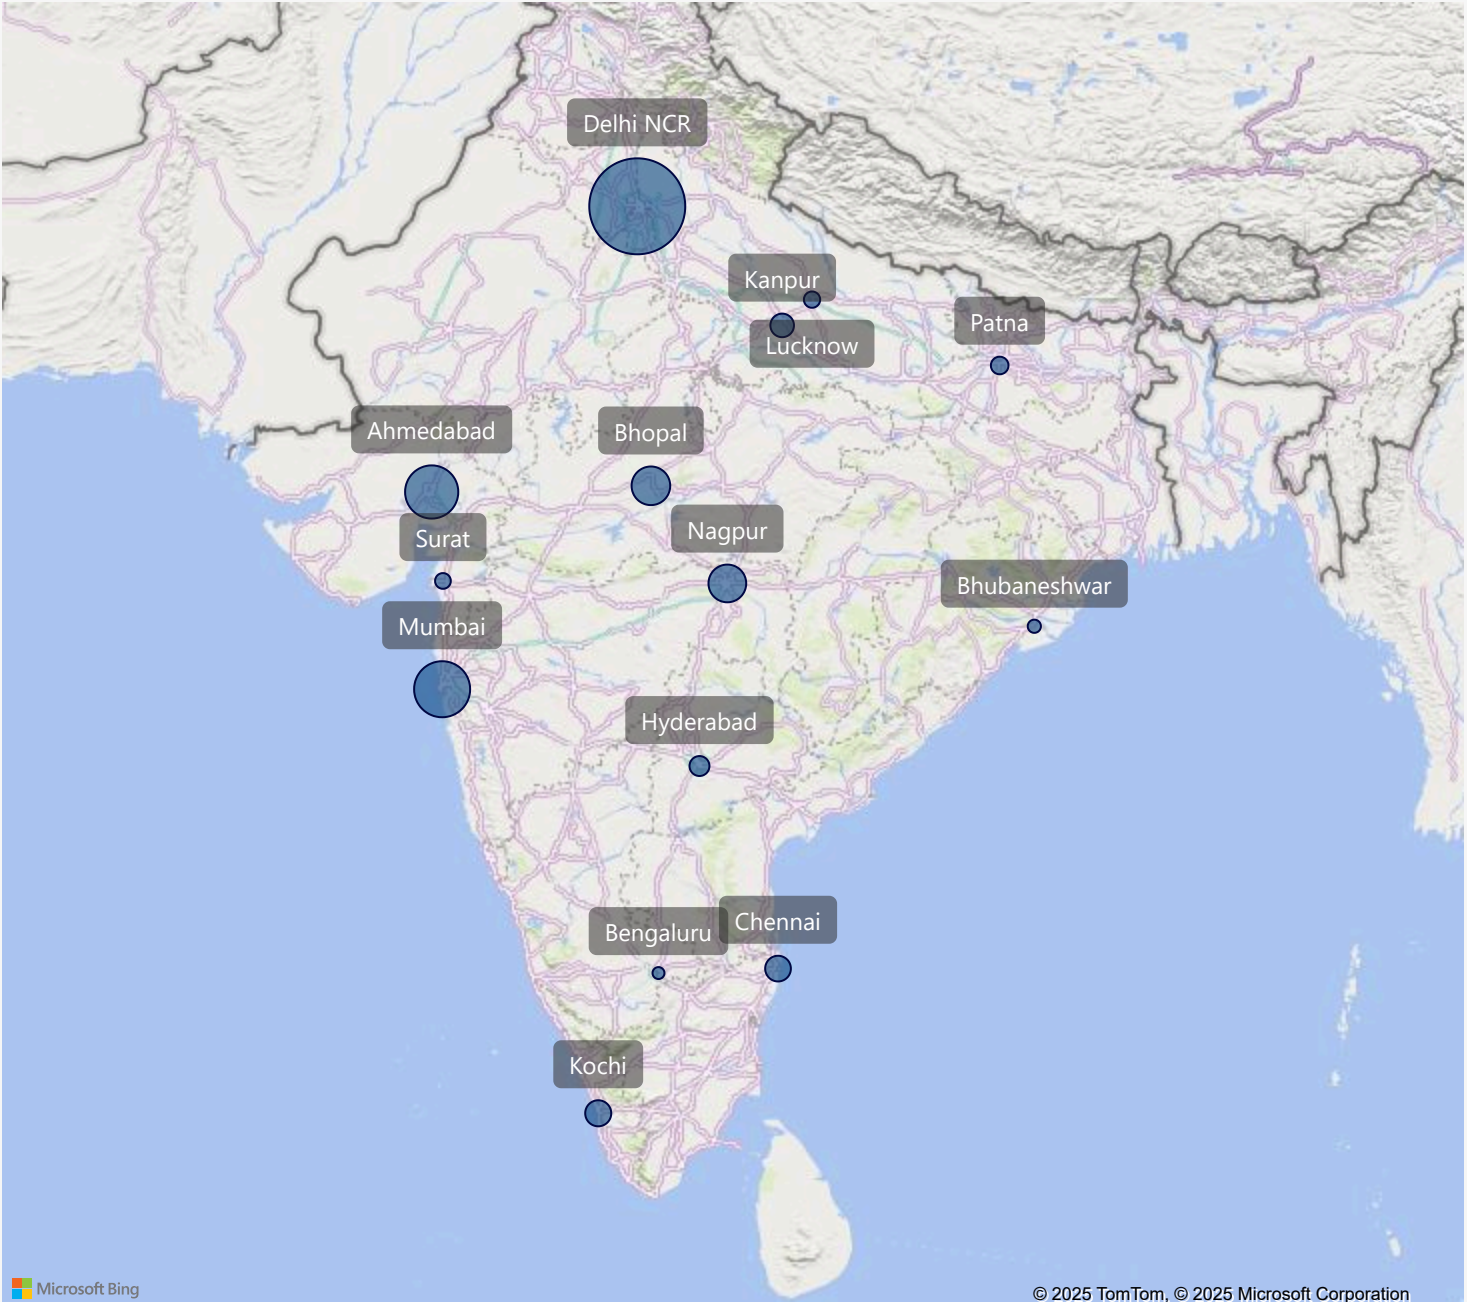 Delhi NCR
Kanpur
Patna
Lucknow
Ahmedabad
Bhopal
Nagpur
Surat
Bhubaneshwar
Mumbai
Hyderabad
Chennai
Bengaluru
Kochi
Microsoft Bing
© 2025 TomTom, © 2025 Microsoft Corporation